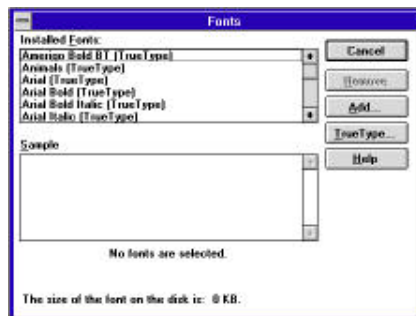 Fonts
Installed Fonts:
Amerigo Bold BT (TrueType)
Animals (TrueType)
Arial (TrueType)
Arial Bold (TrueType)
Arial Bold Italic (TrueType)
Arial Italic (TrueType)
Cancel
Remove
Add...
TrueType...
Help
Sample
No fonts are selected.
The size of the font on the disk is: 0 KB.